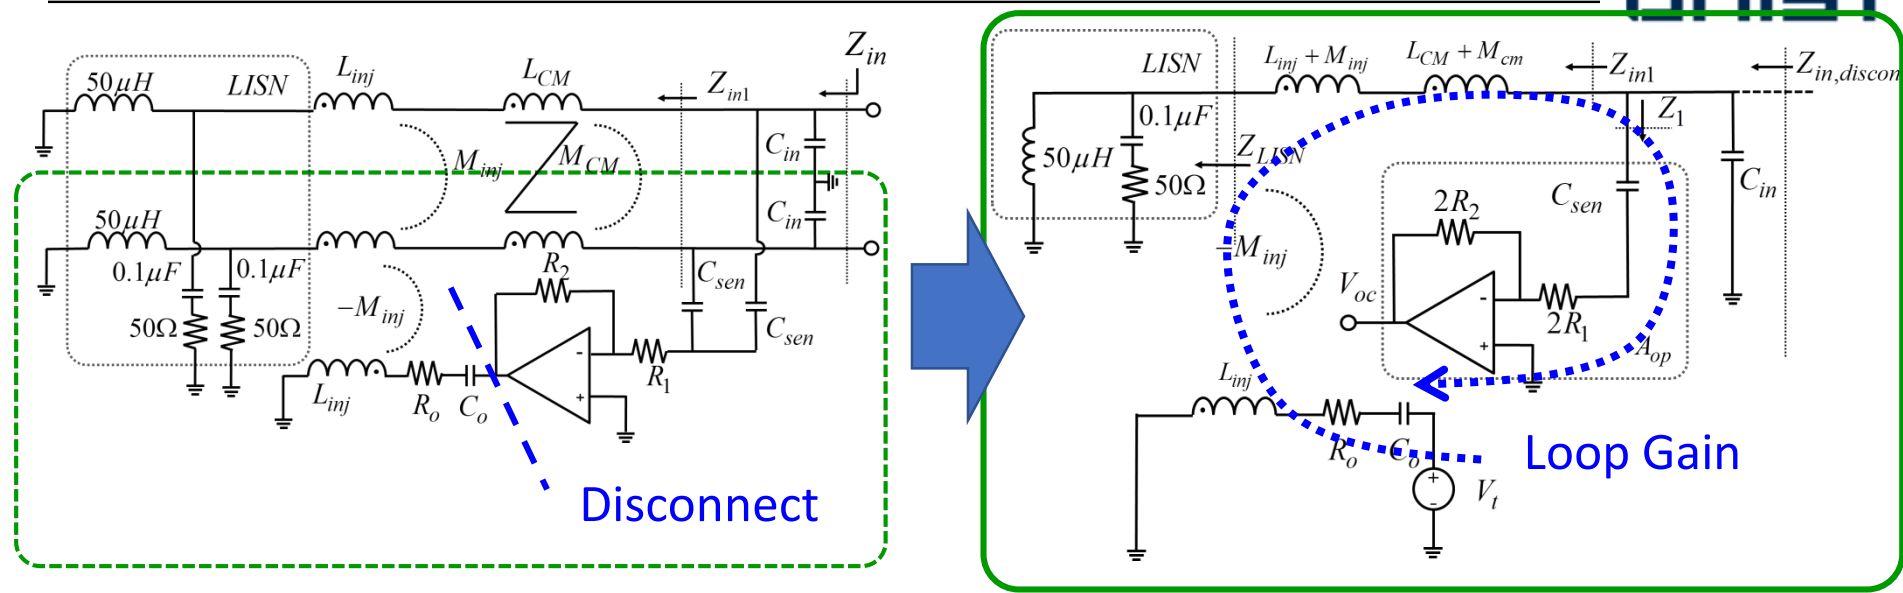 50μH
LISN
L_inj
L_CM
Z_in1
Z_in
M_inj
M_CM
C_in
C_in
50μH
0.1μF
0.1μF
50Ω
50Ω
-M_inj
R_2
C_sen
C_sen
R_1
L_inj
R_o
C_o
-
+
Disconnect
LISN
L_inj + M_inj
L_CM + M_cm
Z_in1
Z_in,discon
0.1μF
50μH
50Ω
Z_LISN
Z_1
C_sen
C_in
-M_inj
2R_2
V_oc
2R_1
-
+
A_op
L_inj
R_o
C_o
+
-
V_t
Loop Gain